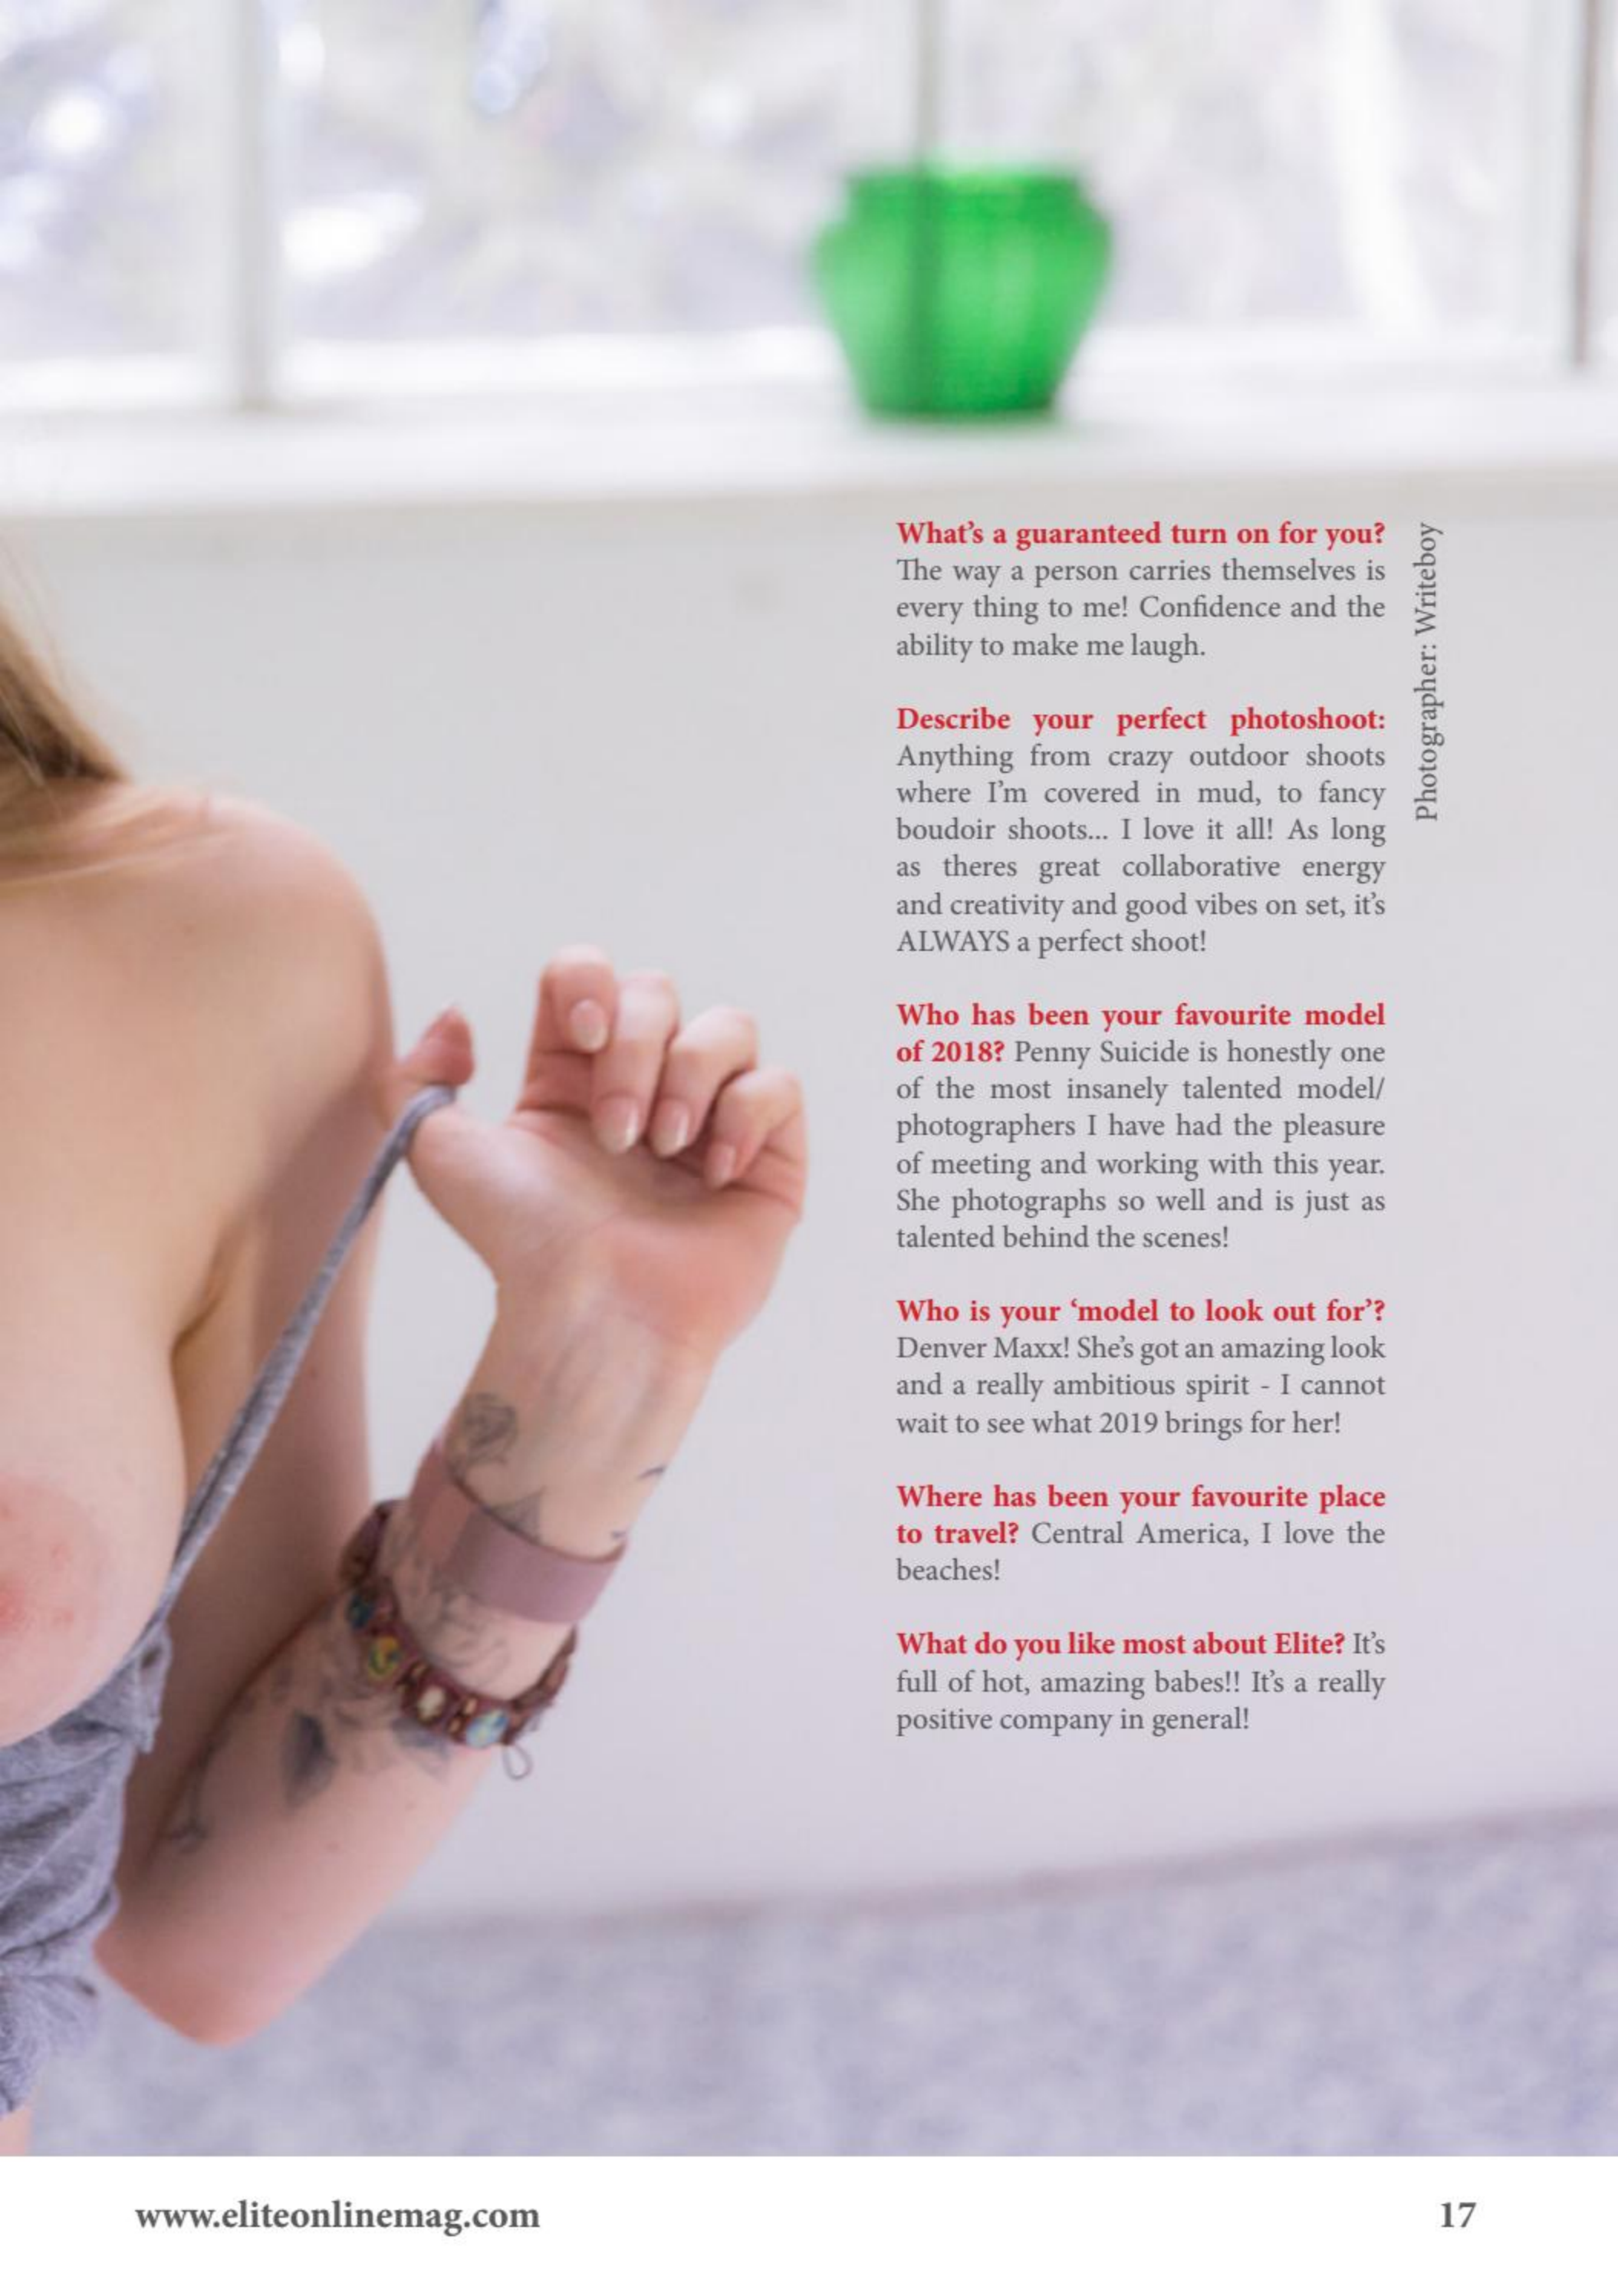 What's a guaranteed turn on for you?
The way a person carries themselves is
every thing to me! Confidence and the
ability to make me laugh.
Describe your perfect photoshoot:
Anything from crazy outdoor shoots
where I'm covered in mud, to fancy
boudoir shoots... I love it all! As long
as theres great collaborative energy
and creativity and good vibes on set, it's
ALWAYS a perfect shoot!
Who has been your favourite model
of 2018? Penny Suicide is honestly one
of the most insanely talented model/
photographers I have had the pleasure
of meeting and working with this year.
She photographs so well and is just as
talented behind the scenes!
Who is your ‘model to look out for’?
Denver Maxx! She's got an amazing look
and a really ambitious spirit - I cannot
wait to see what 2019 brings for her!
Where has been your favourite place
to travel? Central America, I love the
beaches!
What do you like most about Elite? It's
full of hot, amazing babes!! It's a really
positive company in general!
Photographer: Writeboy
www.eliteonlinemag.com
17